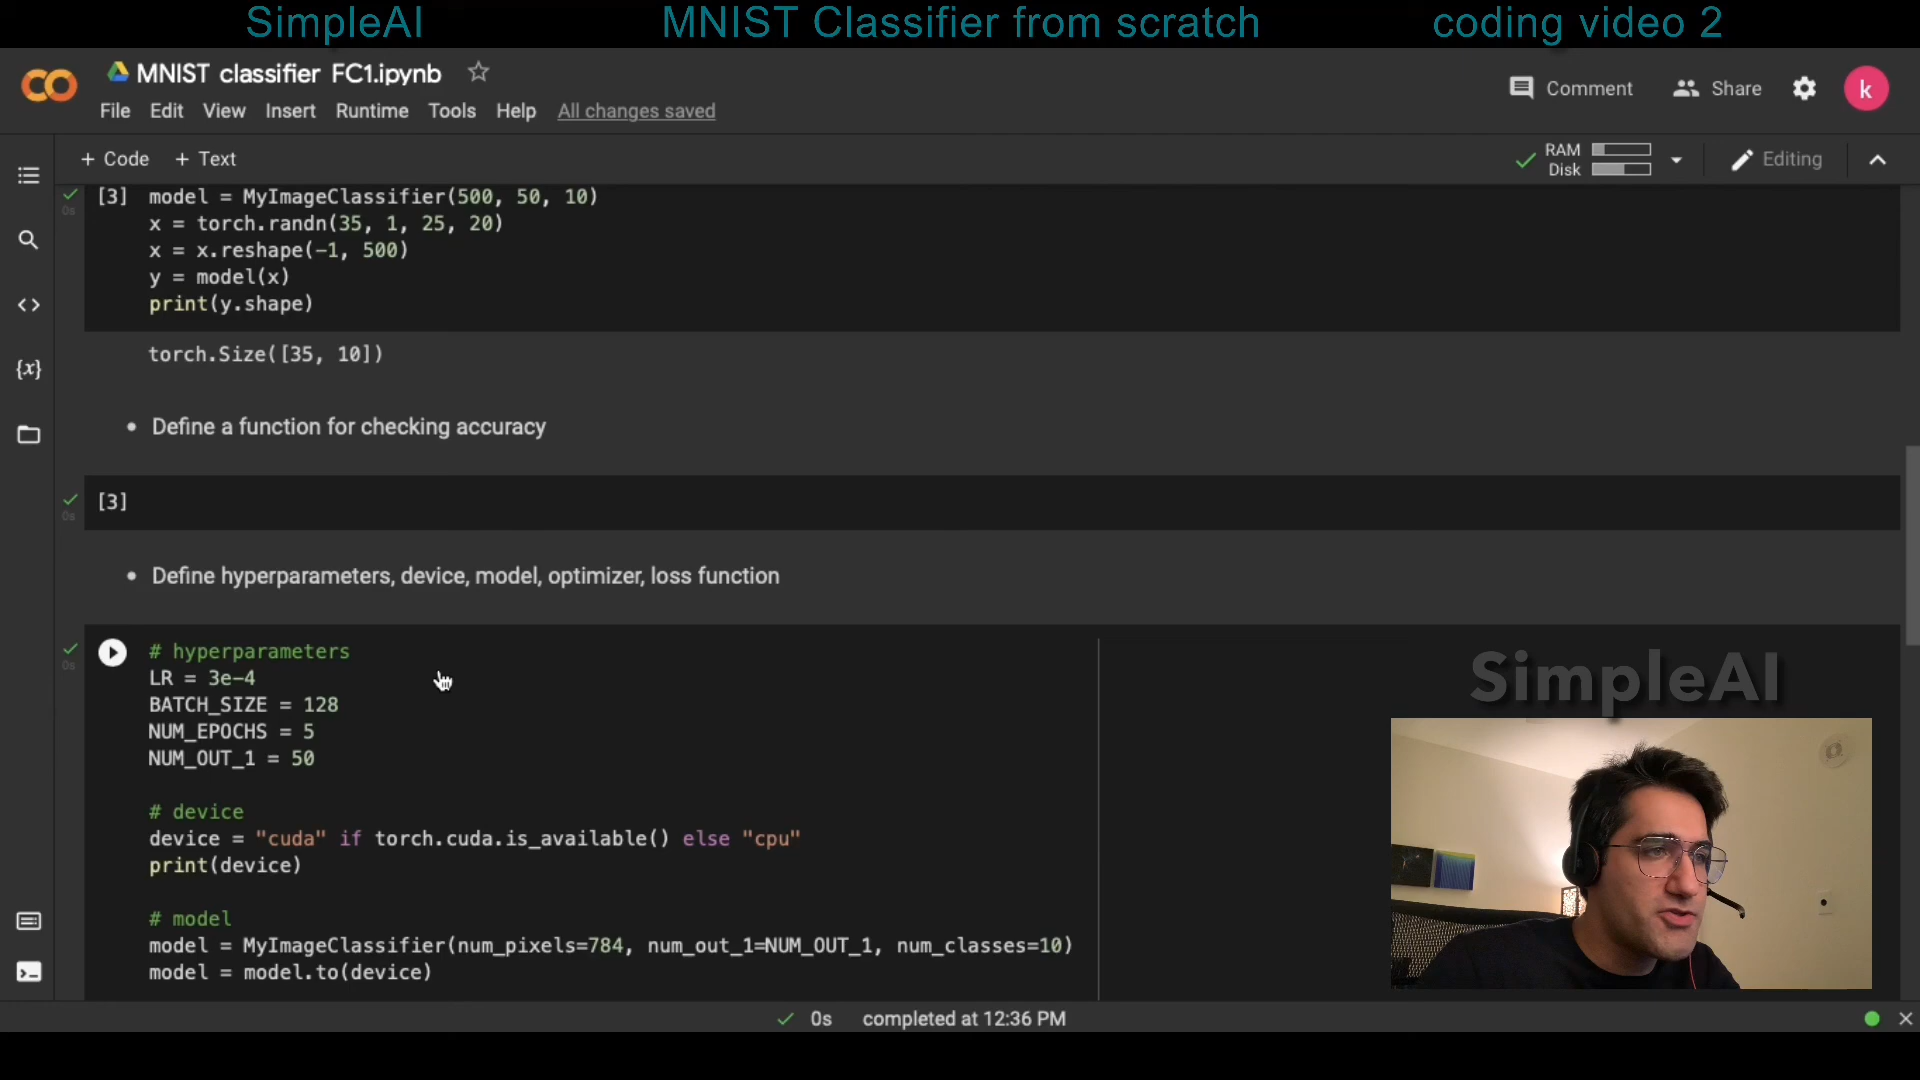 SimpleAI
MNIST Classifier from scratch
coding video 2
MNIST classifier FC1.ipynb
Comment
Share
k
File Edit View Insert Runtime Tools Help All changes saved
+ Code + Text
RAM
Disk
Editing
[3] model = MyImageClassifier(500, 50, 10)
0s
x = torch.randn(35, 1, 25, 20)
x = x.reshape(-1, 500)
y = model(x)
print(y.shape)
torch.Size([35, 10])
• Define a function for checking accuracy
[3]
0s
• Define hyperparameters, device, model, optimizer, loss function
# hyperparameters
0s
LR = 3e-4
BATCH_SIZE = 128
NUM_EPOCHS = 5
NUM_OUT_1 = 50
# device
device = "cuda" if torch.cuda.is_available() else "cpu"
print(device)
# model
model = MyImageClassifier(num_pixels=784, num_out_1=NUM_OUT_1, num_classes=10)
model = model.to(device)
SimpleAI
0s completed at 12:36 PM